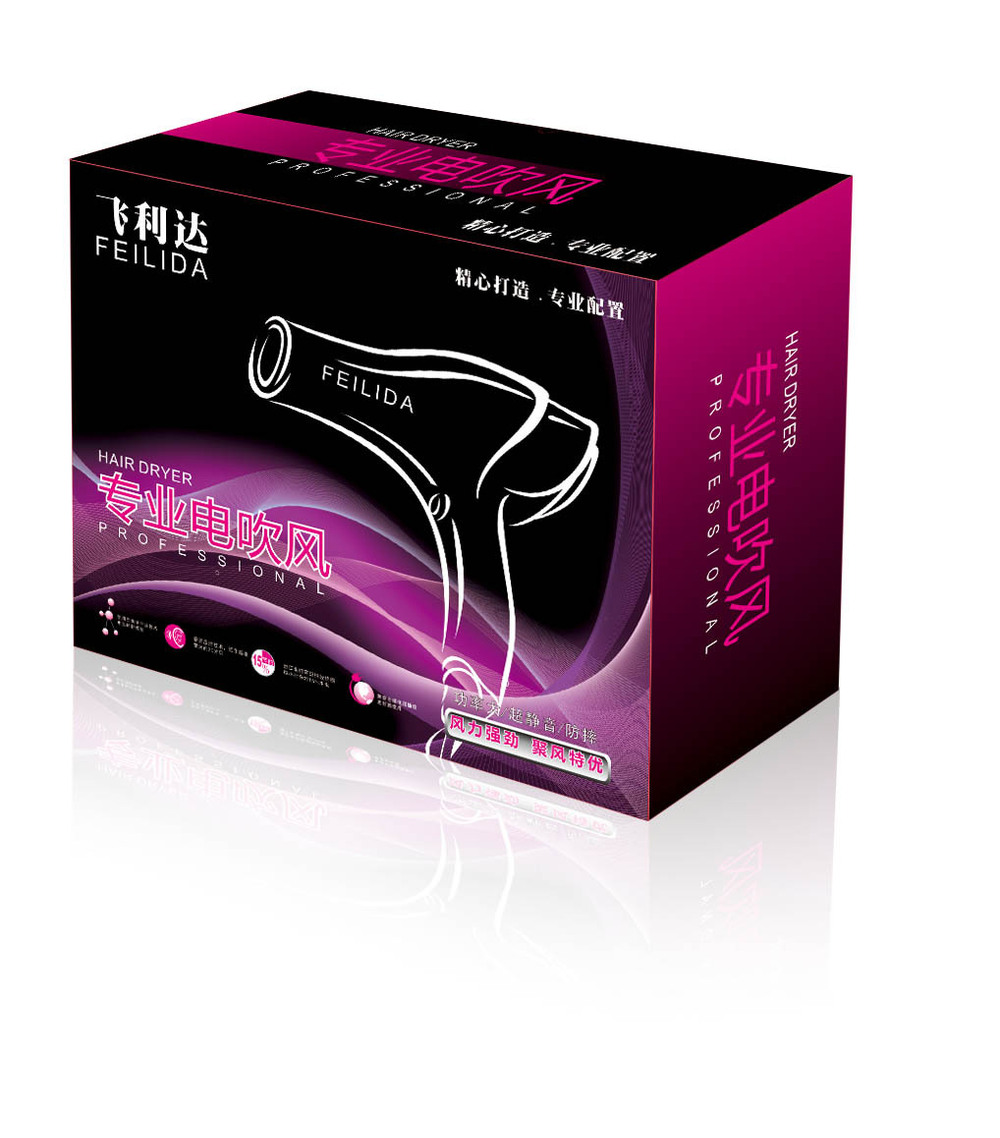 HAIR DRYER
专业电吹风
PROFESSIONAL
精心打造 . 专业配置
飞利达
FEILIDA
精心打造 . 专业配置
FEILIDA
HAIR DRYER
专业电吹风
PROFESSIONAL
功率大/超静音/防摔
风力强劲 聚风特优
HAIR DRYER
专业电吹风
PROFESSIONAL